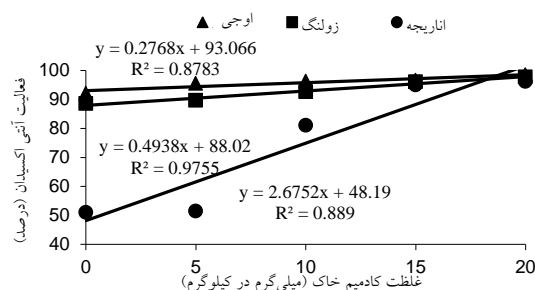 اناریجه ● زولنگ ■ اوجی ▲
y = 0.2768x + 93.066
R² = 0.8783
y = 0.4938x + 88.02
R² = 0.9755
y = 2.6752x + 48.19
R² = 0.889
100
90
80
70
60
50
40
0 5 10 15 20
فعالیت آنتی اکسیدان (درصد)
غلظت کادمیم خاک (میلی‌گرم در کیلوگرم)